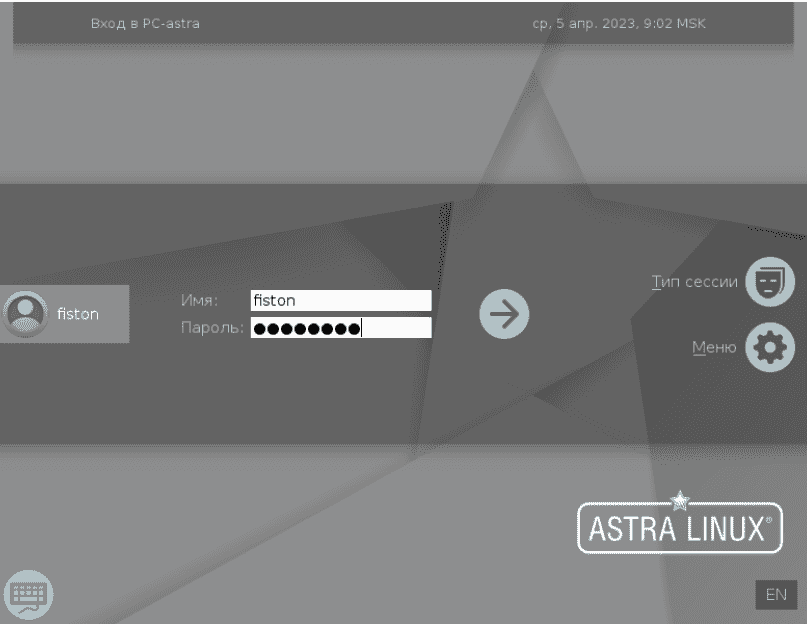 Вход в PC-astra
ср, 5 апр. 2023, 9:02 MSK
Тип сессии
fiston
Имя: fiston
Пароль: ●●●●●●●●
Меню
ASTRA LINUX®
EN